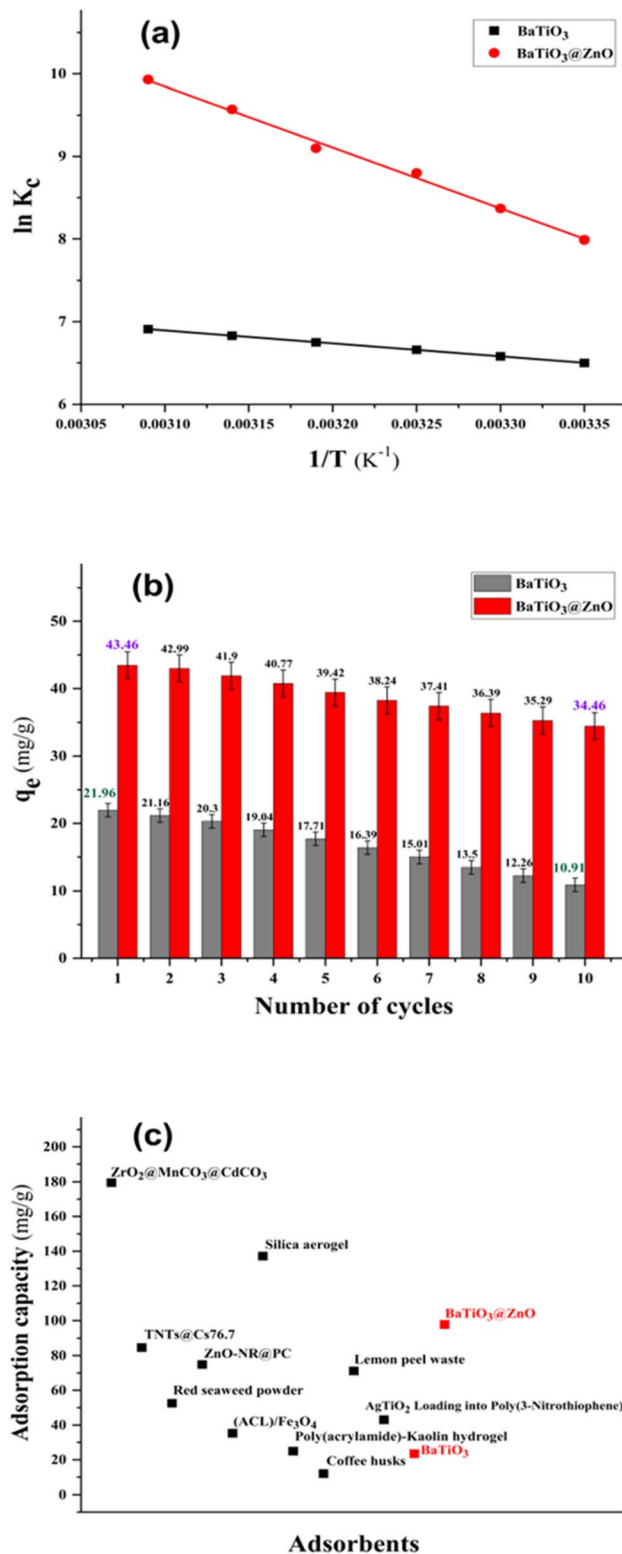 (a)
BaTiO₃
BaTiO₃@ZnO
10
9
8
7
6
ln K_c
0.00305 0.00310 0.00315 0.00320 0.00325 0.00330 0.00335
1/T (K⁻¹)
(b)
BaTiO₃
BaTiO₃@ZnO
50
40
30
20
10
0
q_e (mg/g)
43.46 42.99 41.9 40.77 39.42 38.24 37.41 36.39 35.29 34.46
21.96 21.16 20.3 19.04 17.71 16.39 15.01 13.5 12.26 10.91
1 2 3 4 5 6 7 8 9 10
Number of cycles
(c)
200
180
160
140
120
100
80
60
40
20
0
Adsorption capacity (mg/g)
ZrO₂@MnCO₃@CdCO₃
Silica aerogel
BaTiO₃@ZnO
TNTs@Cs76.7
ZnO-NR@PC
Lemon peel waste
Red seaweed powder
AgTiO₂ Loading into Poly(3-Nitrothiophene)
(ACL)/Fe₃O₄
Poly(acrylamide)-Kaolin hydrogel
Coffee husks
BaTiO₃
Adsorbents